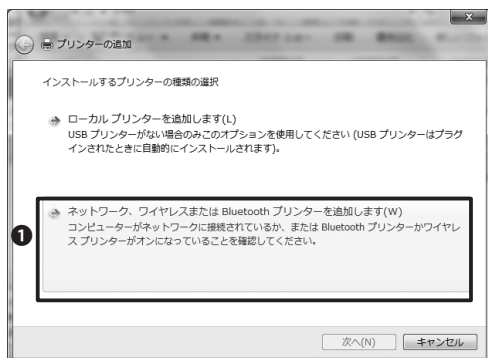 プリンターの追加
インストールするプリンターの種類の選択
ローカル プリンターを追加します(L)
USB プリンターがない場合のみこのオプションを使用してください (USB プリンターはプラグ
インされたときに自動的にインストールされます)。
ネットワーク、ワイヤレスまたは Bluetooth プリンターを追加します(W)
コンピューターがネットワークに接続されているか、または Bluetooth プリンターかワイヤレ
ス プリンターがオンになっていることを確認してください。
1
次へ(N) キャンセル